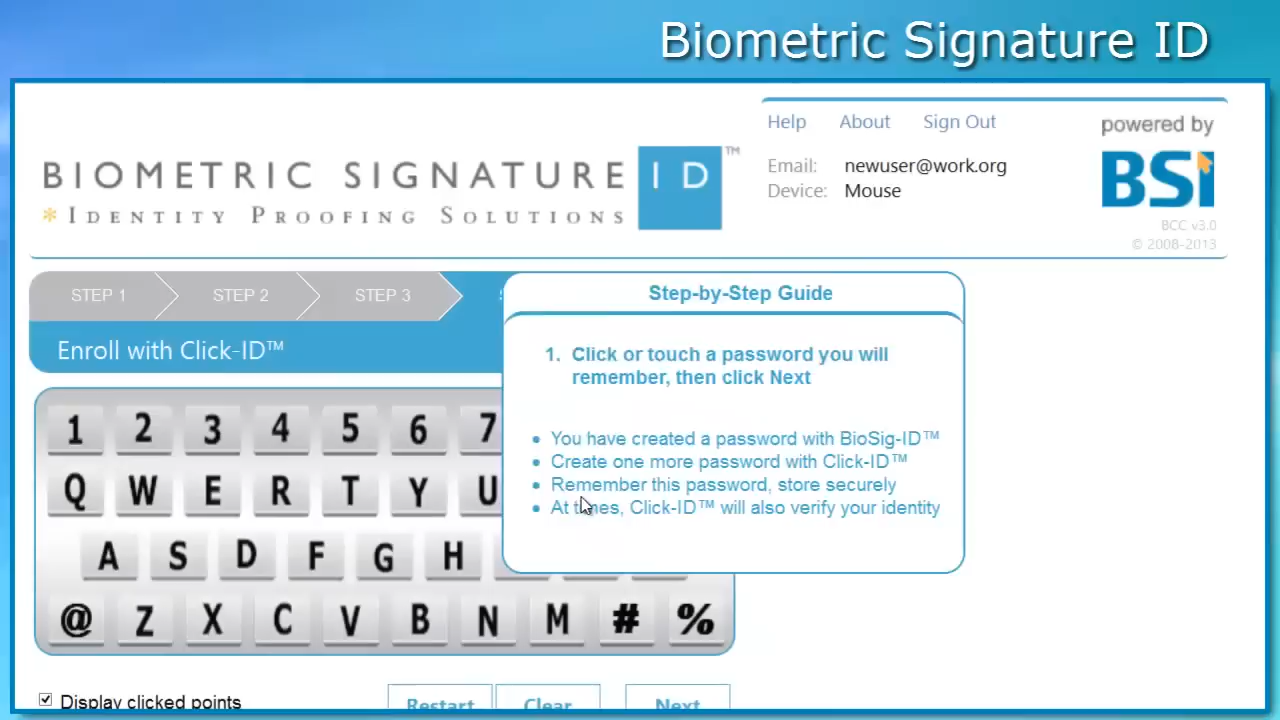 Biometric Signature ID
Help About Sign Out
powered by
BIOMETRIC SIGNATURE ID™
*IDENTITY PROOFING SOLUTIONS
Email: newuser@work.org
Device: Mouse
BSI
BCC v3.0
© 2008-2013
STEP 1 STEP 2 STEP 3
Step-by-Step Guide
Enroll with Click-ID™
1. Click or touch a password you will
remember, then click Next
• You have created a password with BioSig-ID™
• Create one more password with Click-ID™
• Remember this password, store securely
• At times, Click-ID™ will also verify your identity
1 2 3 4 5 6 7
Q W E R T Y U
A S D F G H
@ Z X C V B N M # %
Display clicked points
Restart Clear Next